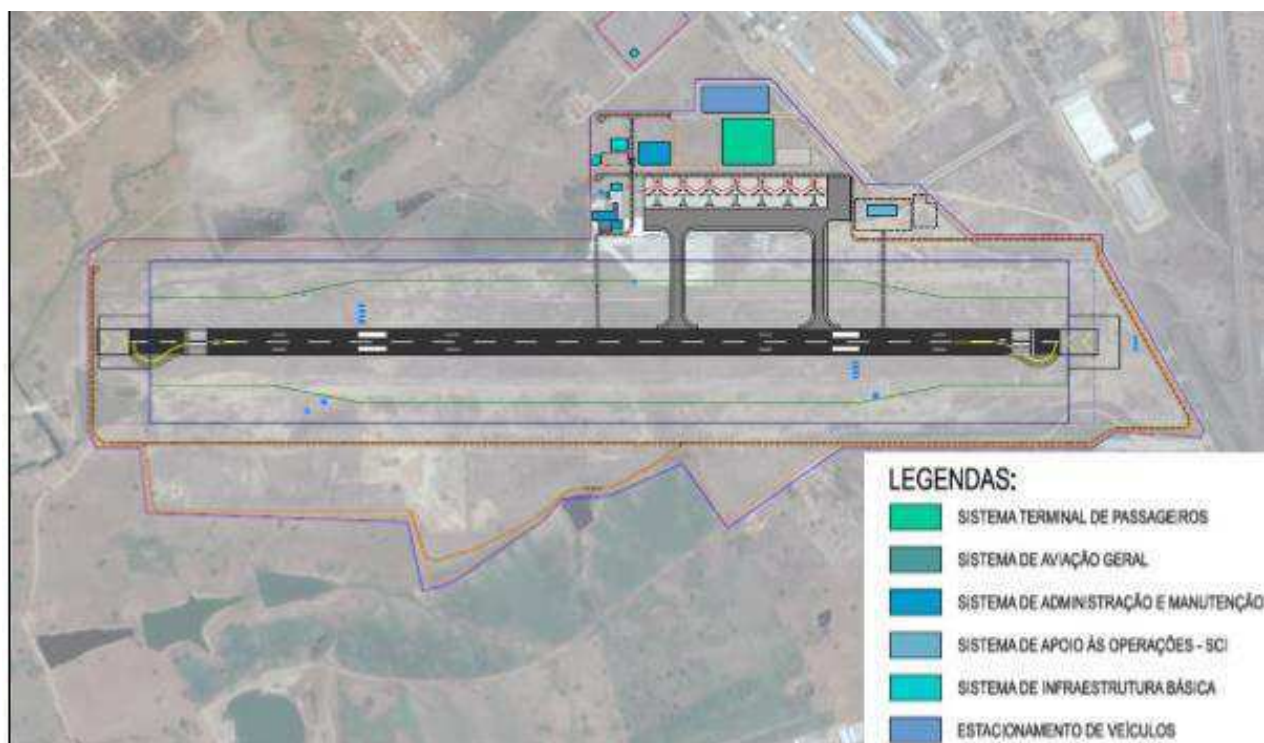 LEGENDAS:
SISTEMA TERMINAL DE PASSAGEIROS
SISTEMA DE AVIAÇÃO GERAL
SISTEMA DE ADMINISTRAÇÃO E MANUTENÇÃO
SISTEMA DE APOIO ÀS OPERAÇÕES - SCI
SISTEMA DE INFRAESTRUTURA BÁSICA
ESTACIONAMENTO DE VEÍCULOS